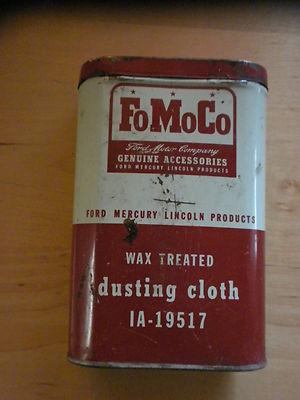 FoMoCo
Ford Motor Company
GENUINE ACCESSORIES
FORD MERCURY LINCOLN PRODUCTS
FORD MERCURY LINCOLN PRODUCTS
WAX TREATED
dusting cloth
IA-19517